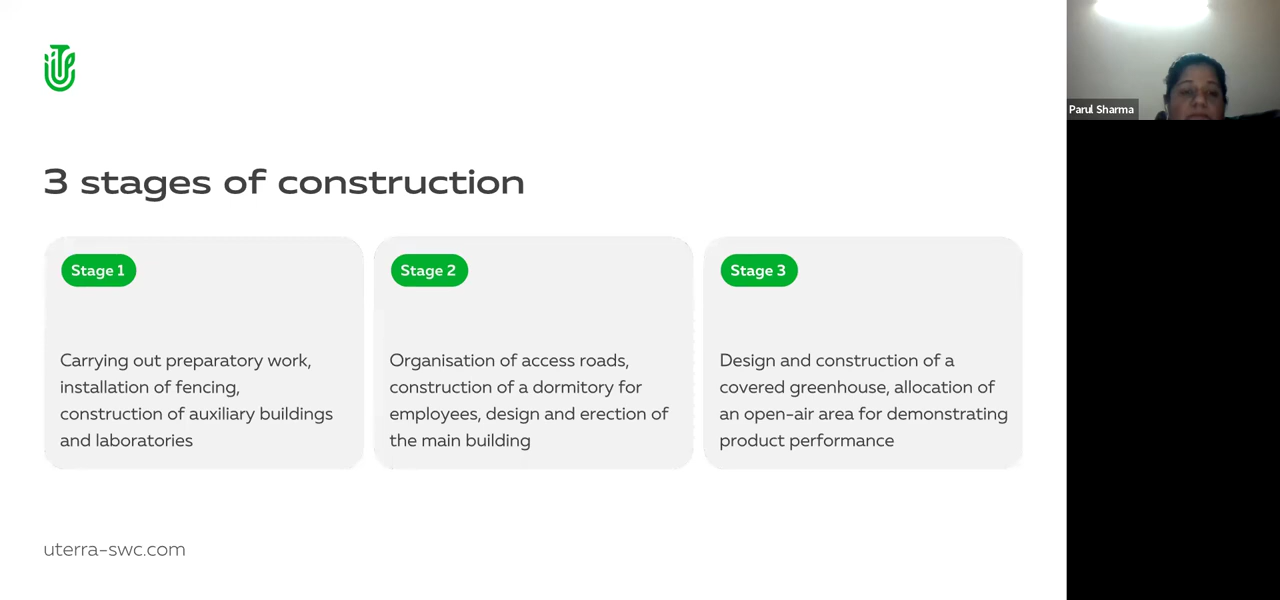 3 stages of construction
Stage 1
Carrying out preparatory work,
installation of fencing,
construction of auxiliary buildings
and laboratories
Stage 2
Organisation of access roads,
construction of a dormitory for
employees, design and erection of
the main building
Stage 3
Design and construction of a
covered greenhouse, allocation of
an open-air area for demonstrating
product performance
uterra-swc.com
Parul Sharma